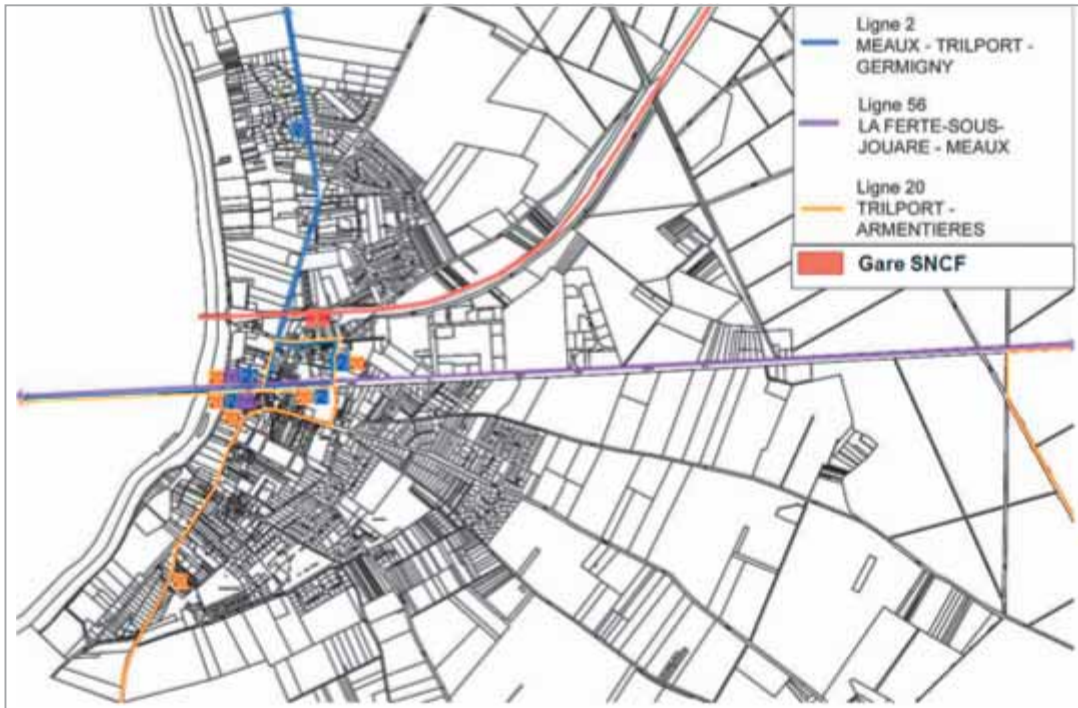 Ligne 2
MEAUX - TRILPORT -
GERMIGNY
Ligne 56
LA FERTE-SOUS-
JOUARE - MEAUX
Ligne 20
TRILPORT -
ARMENTIERES
Gare SNCF